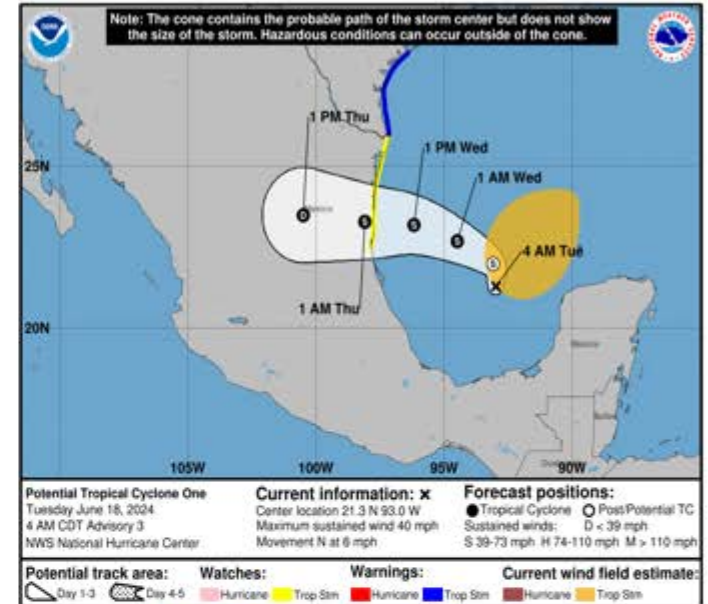 Note: The cone contains the probable path of the storm center but does not show
the size of the storm. Hazardous conditions can occur outside of the cone.
NOAA
1 PM Thu
25N
1 PM Wed
1 AM Wed
Mexico
D
S
S
S
S
4 AM Tue
1 AM Thu
20N
Mexico
105W
100W
95W
90W
Potential Tropical Cyclone One
Tuesday June 18, 2024
4 AM CDT Advisory 3
NWS National Hurricane Center
Current information: ×
Center location 21.3 N 93.0 W
Maximum sustained wind 40 mph
Movement N at 6 mph
Forecast positions:
● Tropical Cyclone ○ Post/Potential TC
Sustained winds: D < 39 mph
S 39-73 mph H 74-110 mph M > 110 mph
Potential track area:
Day 1-3 Day 4-5
Watches:
Hurricane Trop Stm
Warnings:
Hurricane Trop Stm
Current wind field estimate:
Hurricane Trop Stm